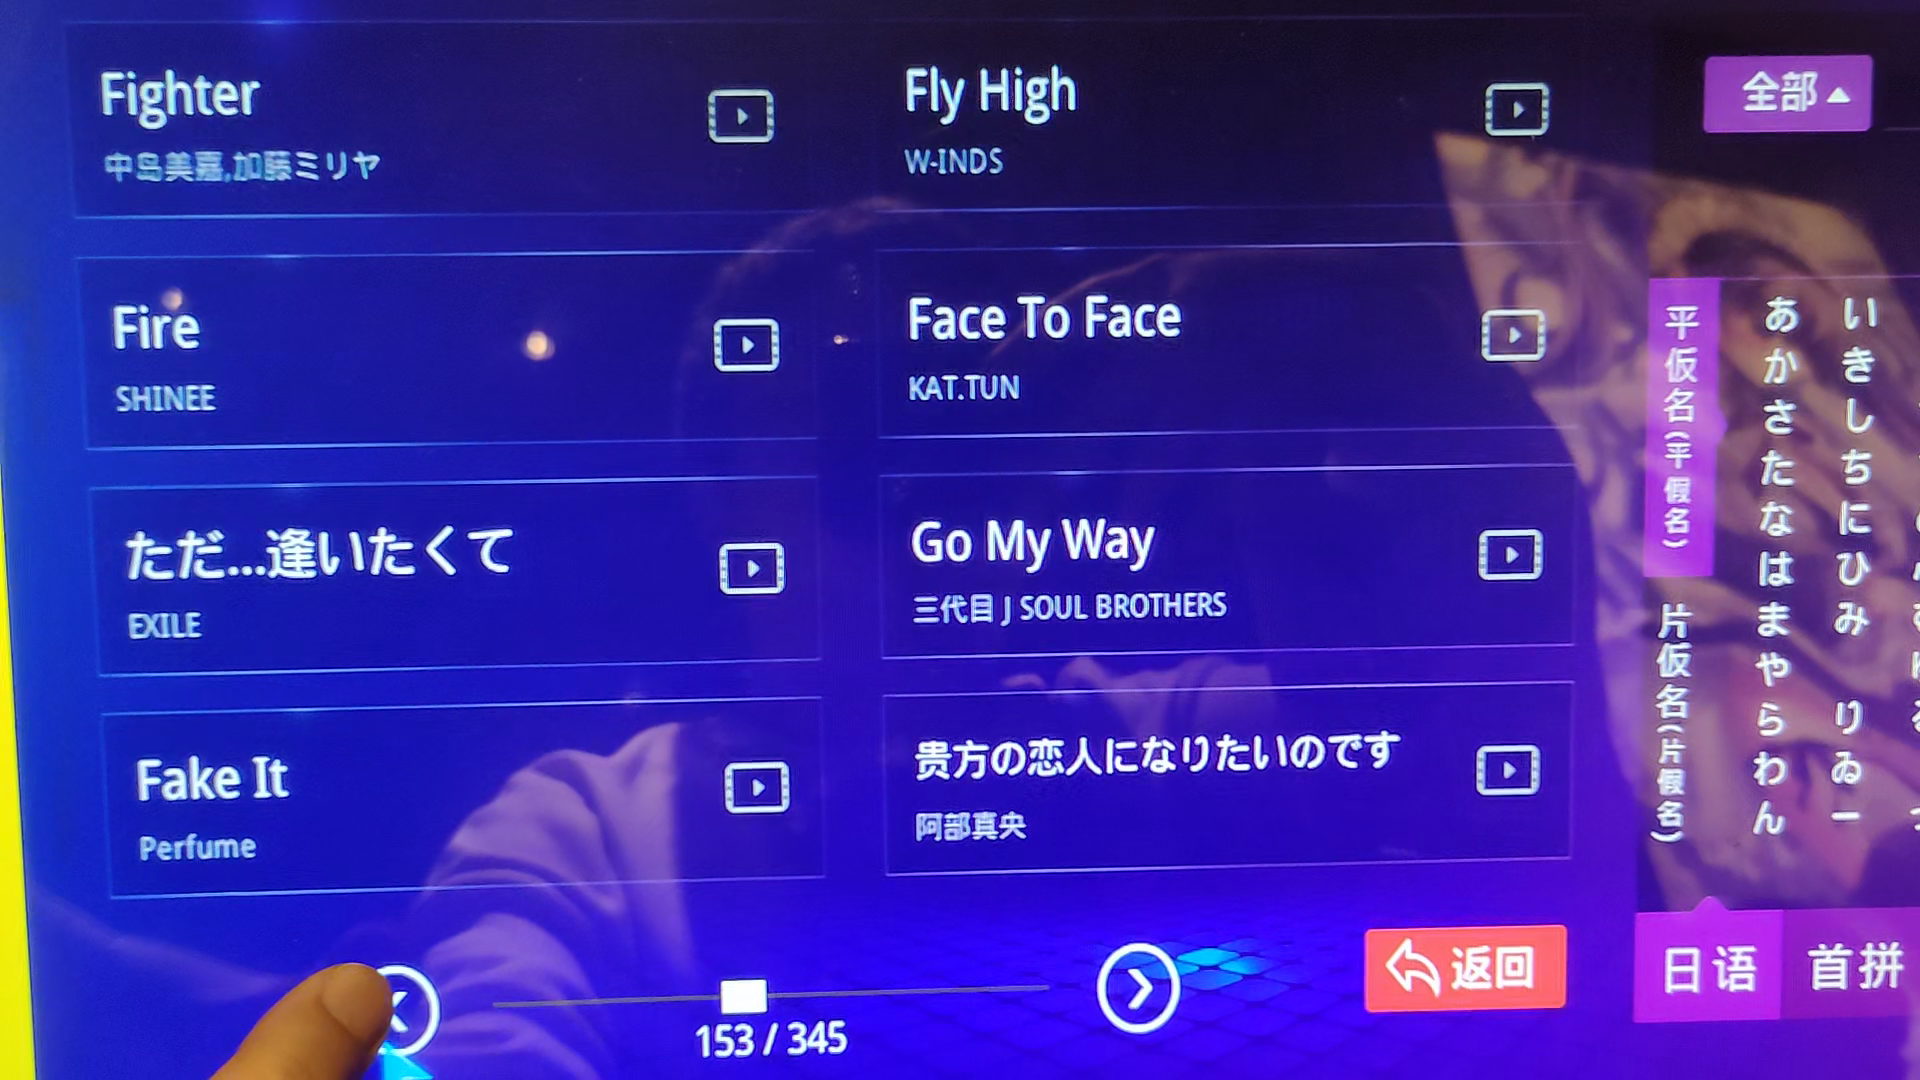 Fighter
中岛美嘉,加藤ミリヤ
Fly High
W-INDS
Fire
SHINEE
Face To Face
KAT.TUN
ただ...逢いたくて
EXILE
Go My Way
三代目 J SOUL BROTHERS
Fake It
Perfume
贵方の恋人になりたいのです
阿部真央
153 / 345
返回
全部
平仮名(平假名)
片仮名(片假名)
あかさたなはまやらわん
いきしちにひみ りゐー
日语
首拼